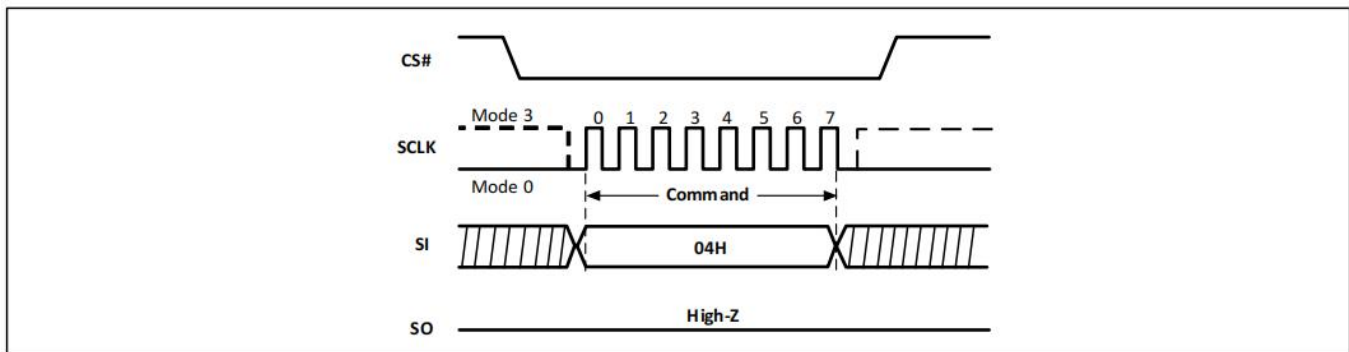 CS#
Mode 3
0 1 2 3 4 5 6 7
SCLK
Mode 0
Command
SI
04H
High-Z
SO